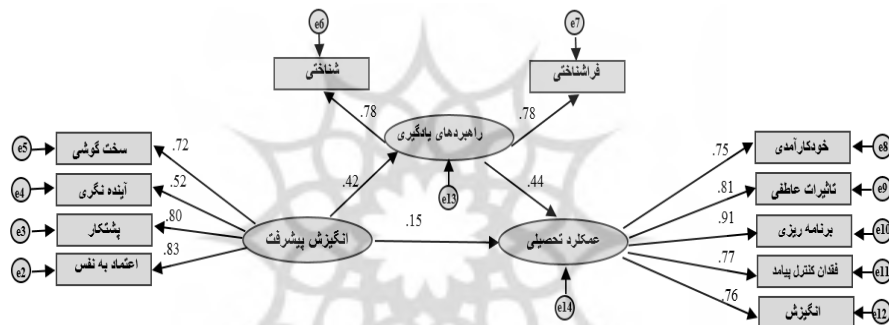 e6
e7
شناختی
فراشناختی
.78
.78
راهبردهای یادگیری
e5
سخت گوشی
.72
.75
خودکارآمدی
e8
e4
آینده نگری
.52
.42
e13
.44
.81
تاثیرات عاطفی
e9
e3
پشتکار
.80
انگیزش پیشرفت
.15
عمکلرد تحصیلی
.91
برنامه ریزی
e10
e2
اعتماد به نفس
.83
.77
فقدان کنترل پیامد
e11
e14
.76
انگیزش
e12